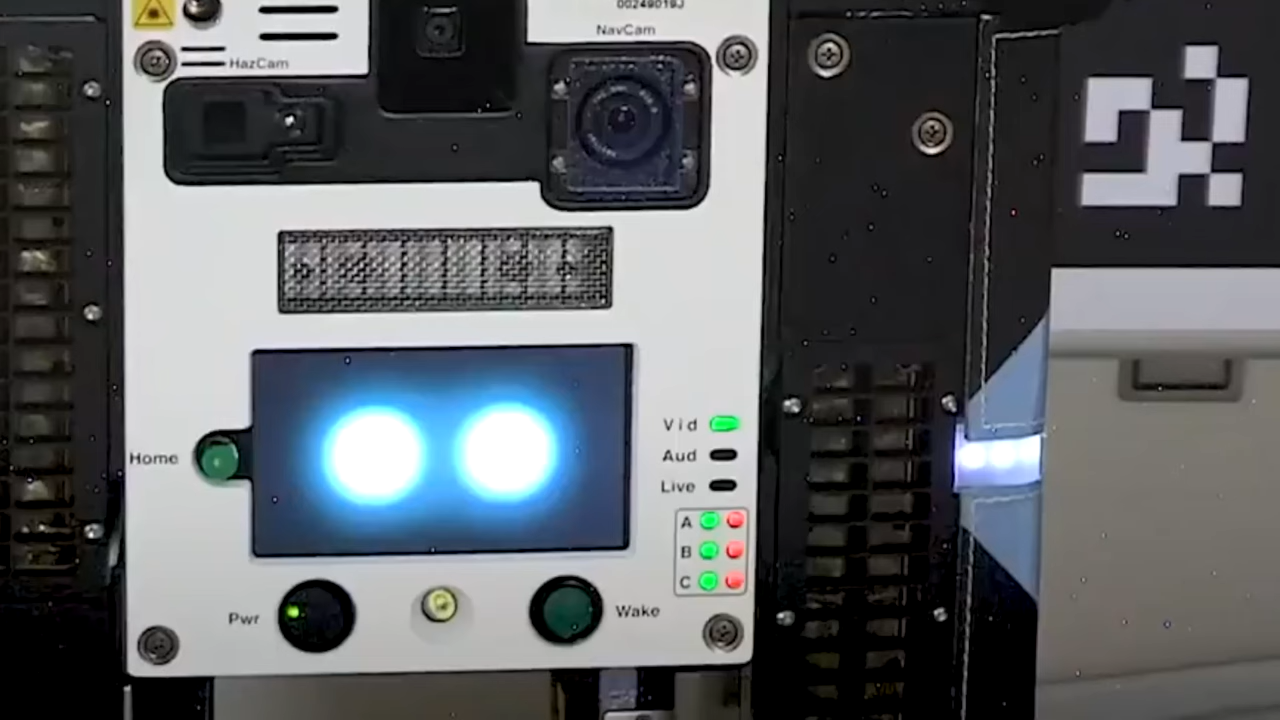 00249019J
NavCam
HazCam
Vid
Aud
Home
Live
A
B
C
Pwr
Wake